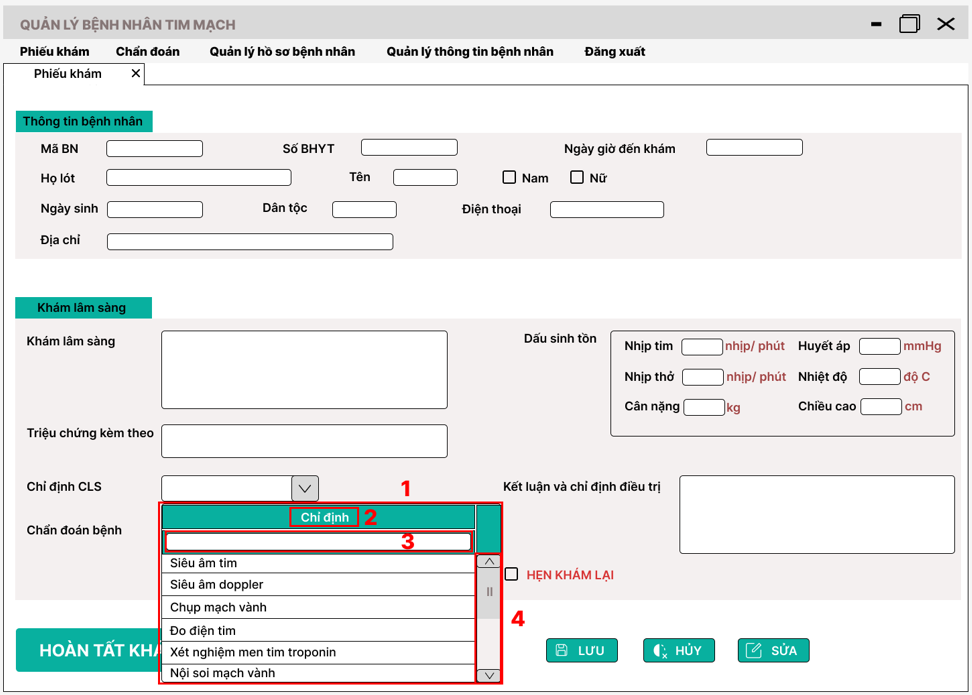 QUẢN LÝ BỆNH NHÂN TIM MẠCH
Phiếu khám Chẩn đoán Quản lý hồ sơ bệnh nhân Quản lý thông tin bệnh nhân Đăng xuất
Phiếu khám
Thông tin bệnh nhân
Mã BN Số BHYT Ngày giờ đến khám
Họ lót Tên Nam Nữ
Ngày sinh Dân tộc Điện thoại
Địa chỉ
Khám lâm sàng
Khám lâm sàng Dấu sinh tồn
Nhịp tim nhịp/ phút Huyết áp mmHg
Nhịp thở nhịp/ phút Nhiệt độ độ C
Cân nặng kg Chiều cao cm
Triệu chứng kèm theo
Chỉ định CLS 1 Kết luận và chỉ định điều trị
Chỉ định 2
Chẩn đoán bệnh
3
Siêu âm tim
HẸN KHÁM LẠI
Siêu âm doppler
Chụp mạch vành
4
Đo điện tim
Xét nghiệm men tim troponin
HOÀN TẤT KHÁ LƯU HỦY SỬA
Nội soi mạch vành